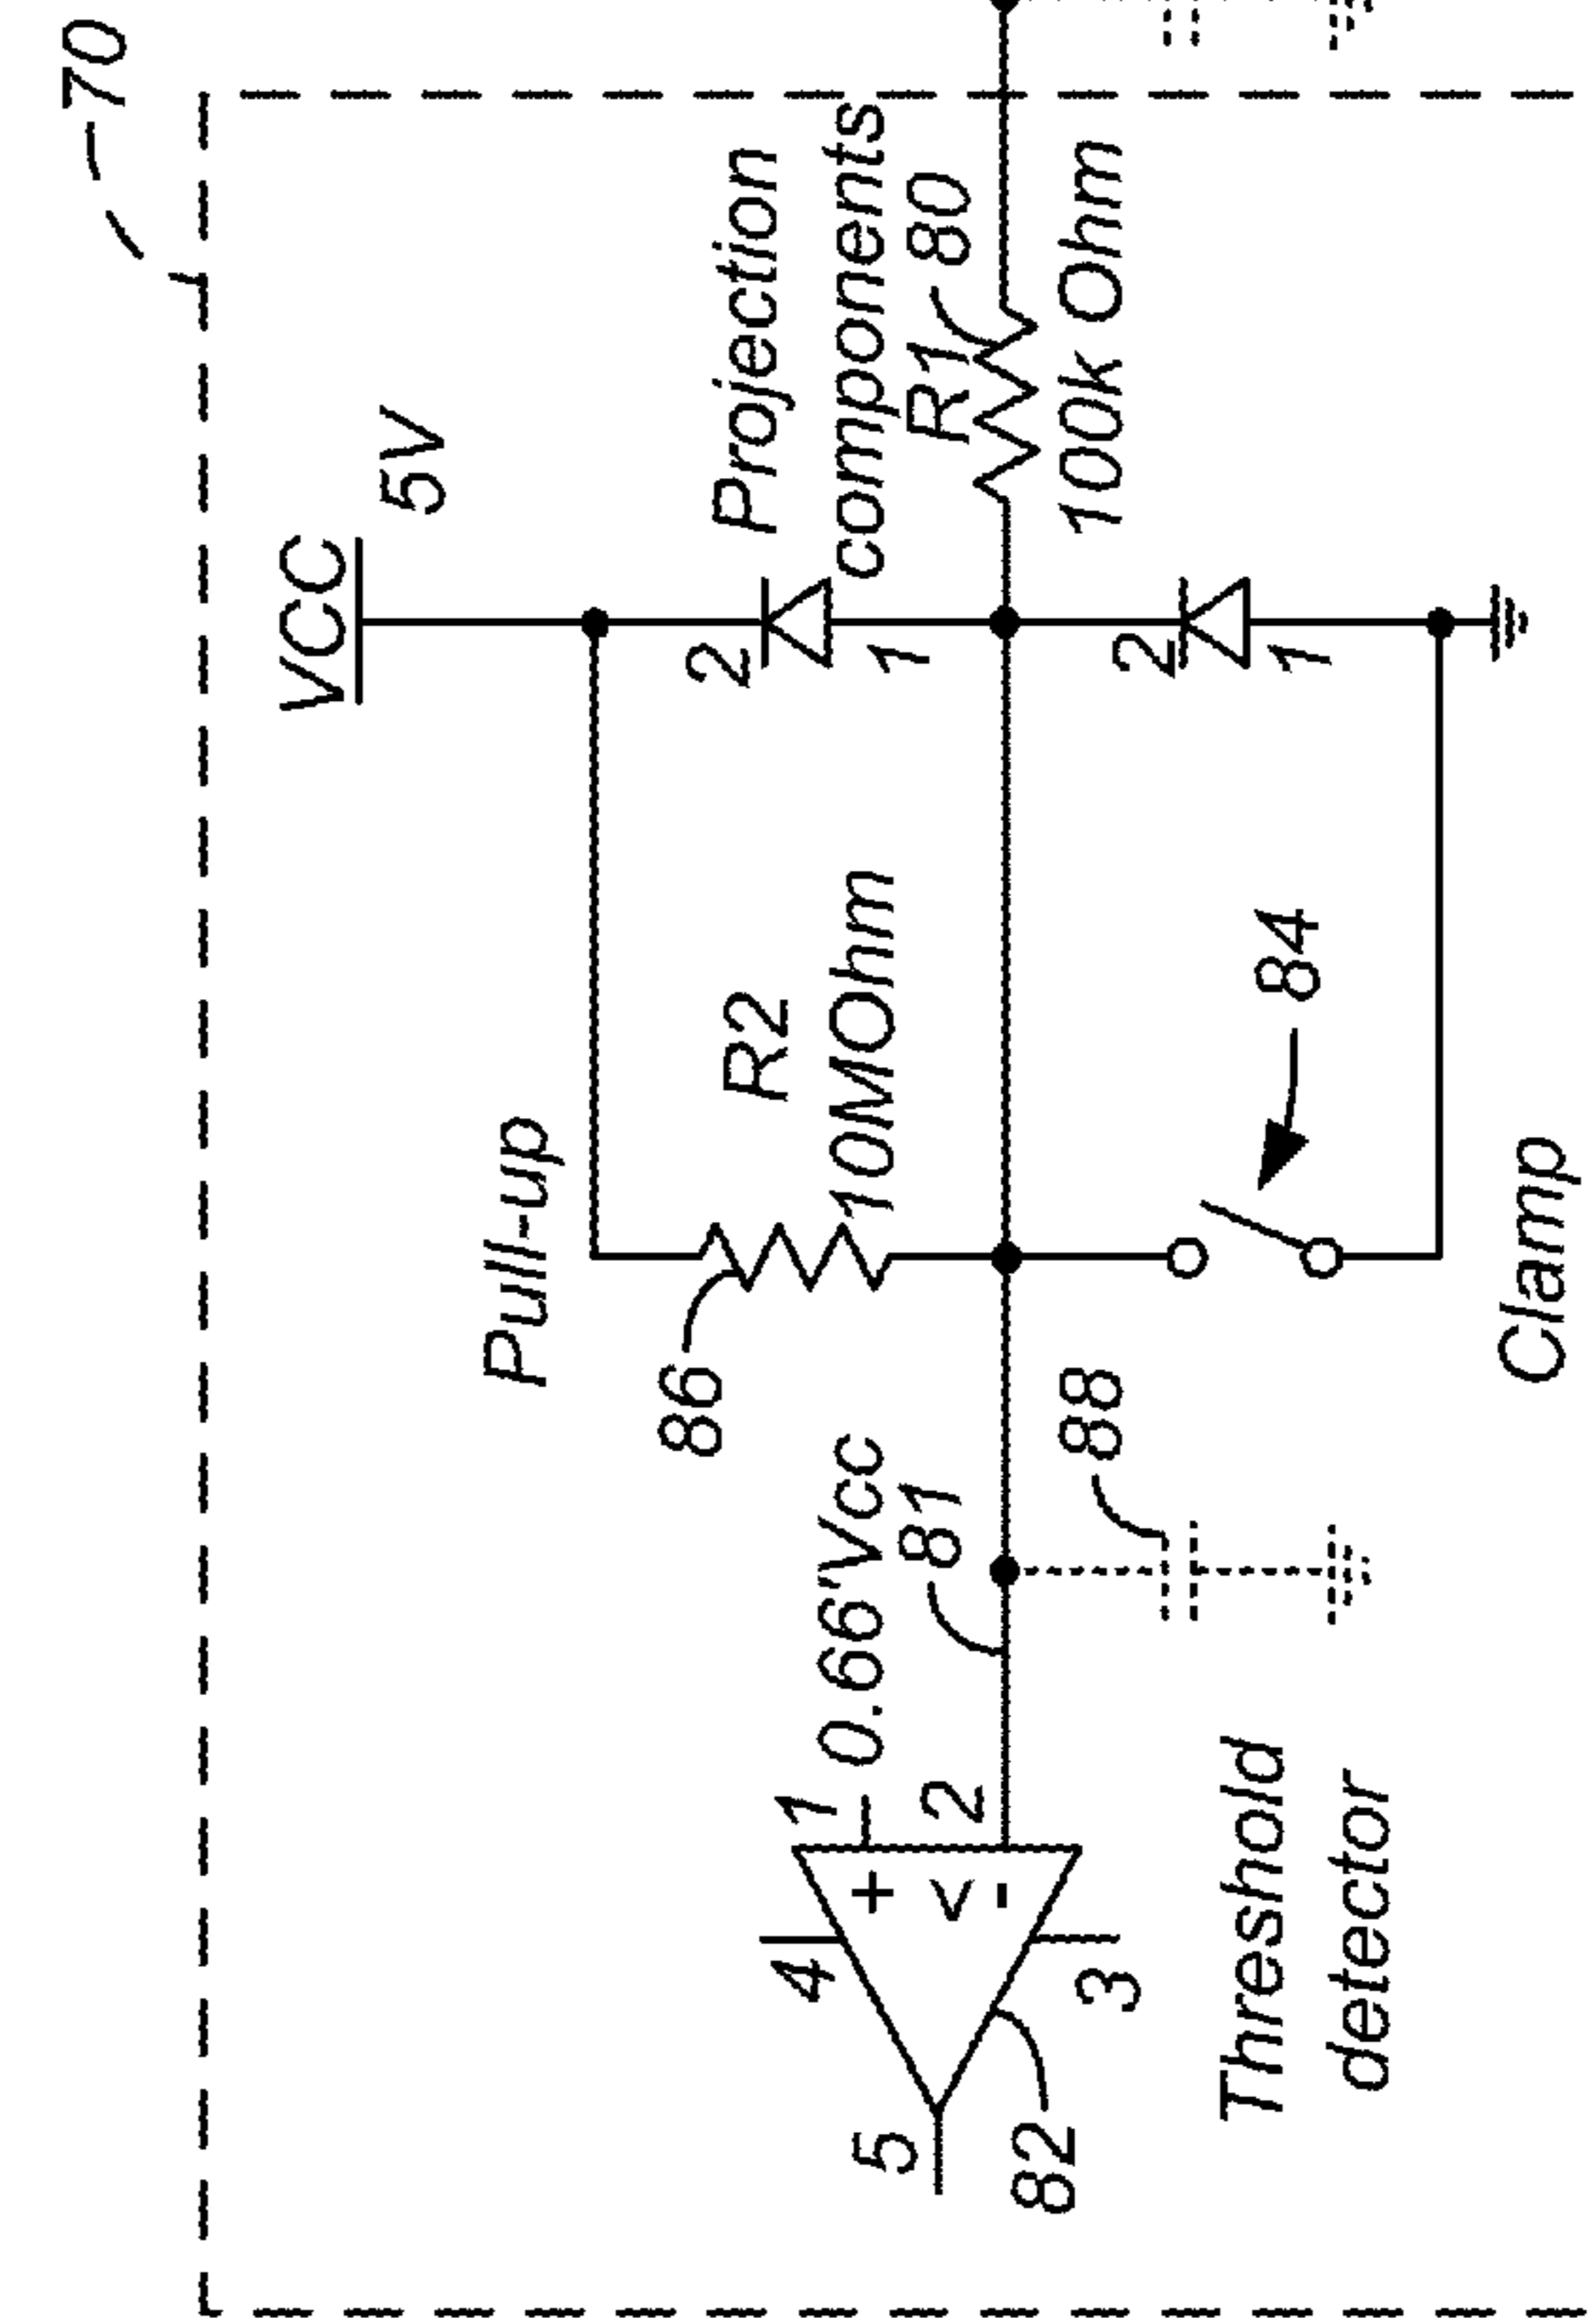 70
VCC
5V
Projection
components
R1
80
100k Ohm
2
1
2
1
Pull-up
R2
10MOhm
86
84
Clamp
0.66*Vcc
81
88
1
2
+
<
-
4
3
5
82
Threshold
detector